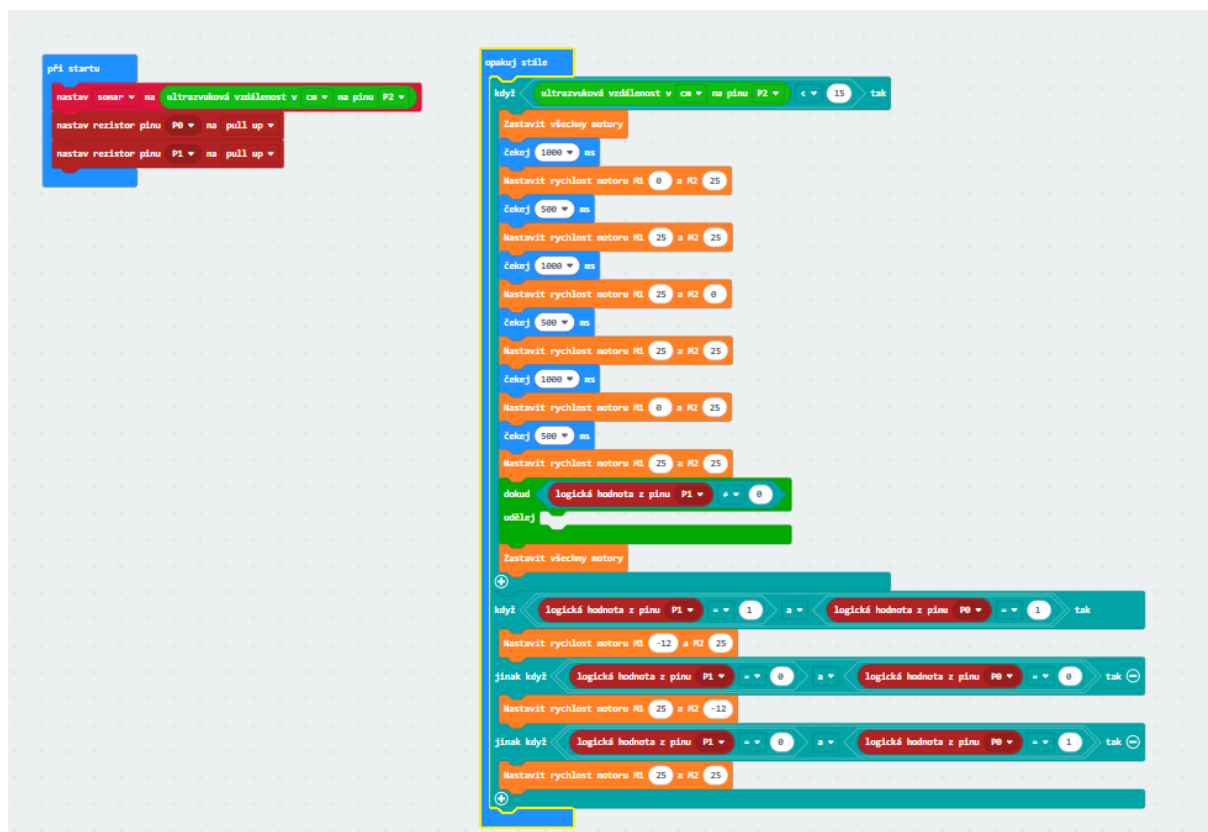 při startu
nastav sonar na ultrazvuková vzdálenost v cm na pinu P2
nastav rezistor pinu P0 na pull up
nastav rezistor pinu P1 na pull up
opakuj stále
když ultrazvuková vzdálenost v cm na pinu P2 < 15 tak
Zastavit všechny motory
čekej 1000 ms
Nastavit rychlost motoru M1 0 a M2 25
čekej 500 ms
Nastavit rychlost motoru M1 25 a M2 25
čekej 1000 ms
Nastavit rychlost motoru M1 25 a M2 0
čekej 500 ms
Nastavit rychlost motoru M1 25 a M2 25
čekej 1000 ms
Nastavit rychlost motoru M1 0 a M2 25
čekej 500 ms
Nastavit rychlost motoru M1 25 a M2 25
dokud logická hodnota z pinu P1 ≠ 0
udělej
Zastavit všechny motory
když logická hodnota z pinu P1 = 1 a logická hodnota z pinu P0 = 1 tak
Nastavit rychlost motoru M1 -12 a M2 25
jinak když logická hodnota z pinu P1 = 0 a logická hodnota z pinu P0 = 0 tak
Nastavit rychlost motoru M1 25 a M2 -12
jinak když logická hodnota z pinu P1 = 0 a logická hodnota z pinu P0 = 1 tak
Nastavit rychlost motoru M1 25 a M2 25